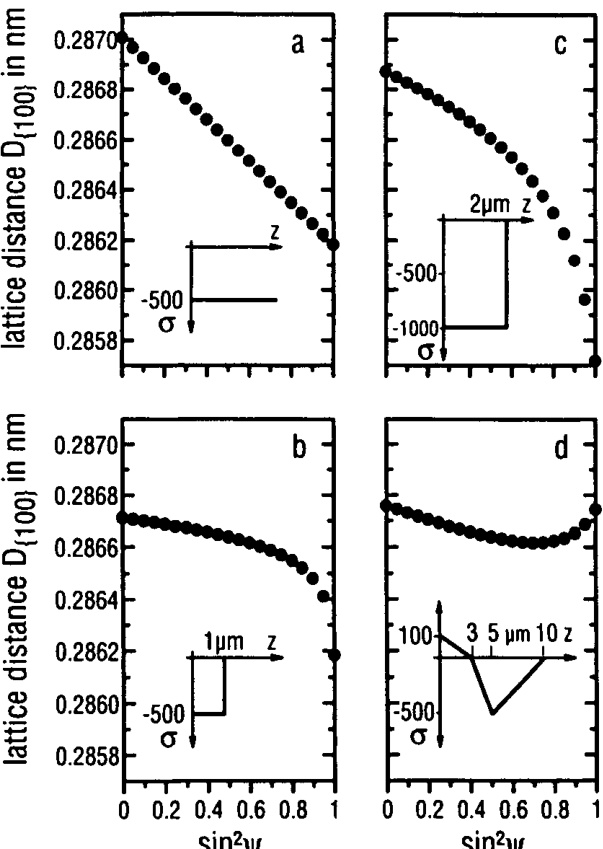 lattice distance D{100} in nm
0.2870
0.2868
0.2866
0.2864
0.2862
0.2860
0.2858
a
z
-500
σ
c
2μm z
-500
-1000
σ
lattice distance D{100} in nm
0.2870
0.2868
0.2866
0.2864
0.2862
0.2860
0.2858
b
1μm z
-500
σ
0 0.2 0.4 0.6 0.8 1
sin²ψ
d
100
3 5 μm 10 z
-500
σ
0 0.2 0.4 0.6 0.8 1
sin²ψ